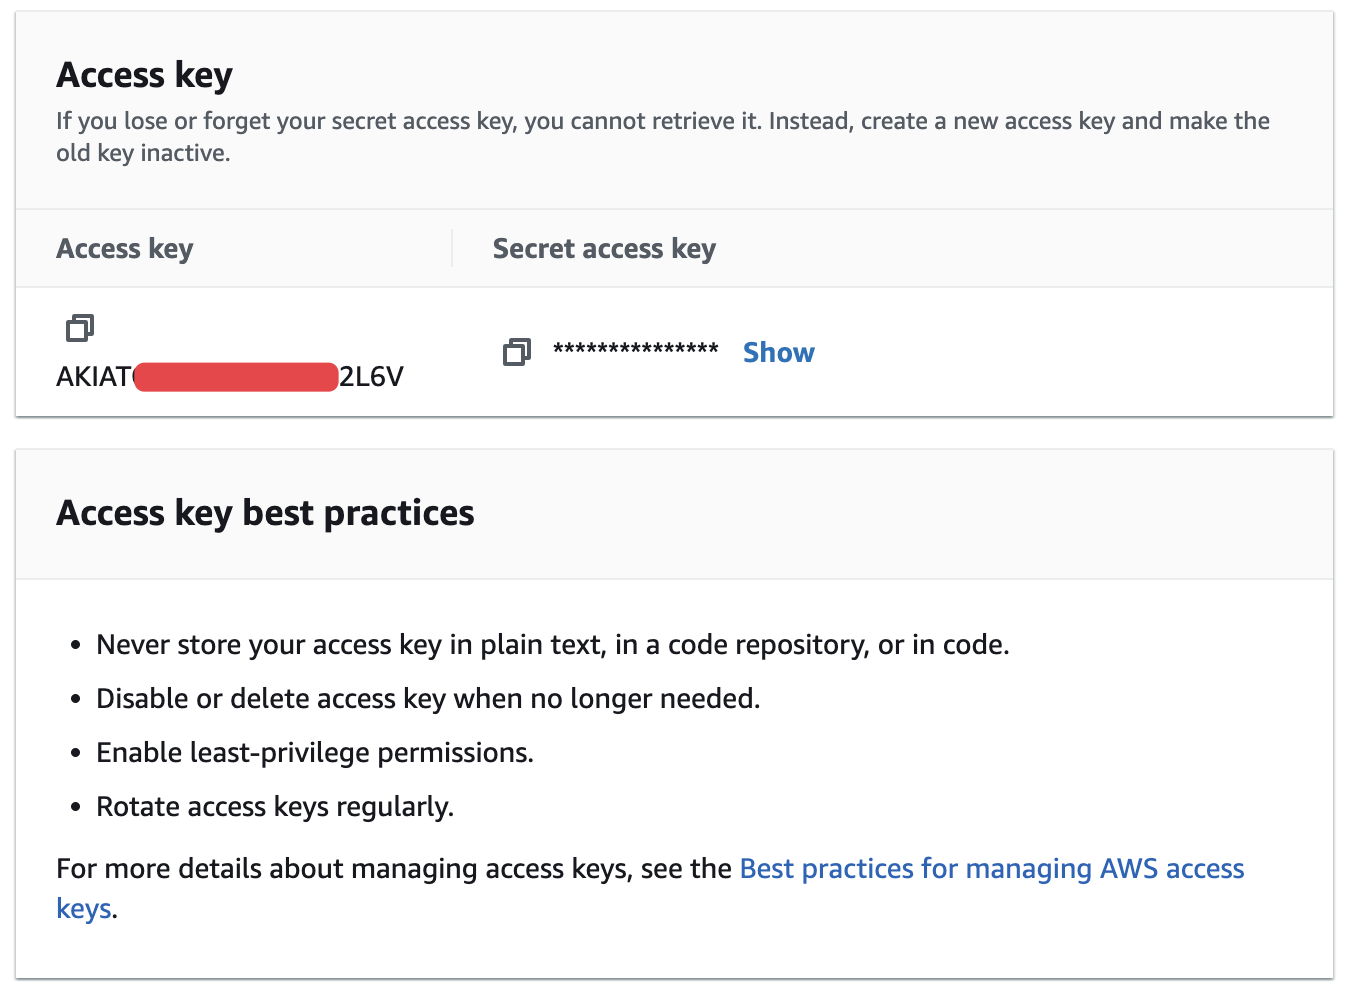 Access key
If you lose or forget your secret access key, you cannot retrieve it. Instead, create a new access key and make the
old key inactive.
Access key
Secret access key
AKIAT
2L6V
*************** Show
Access key best practices
• Never store your access key in plain text, in a code repository, or in code.
• Disable or delete access key when no longer needed.
• Enable least-privilege permissions.
• Rotate access keys regularly.
For more details about managing access keys, see the Best practices for managing AWS access
keys.